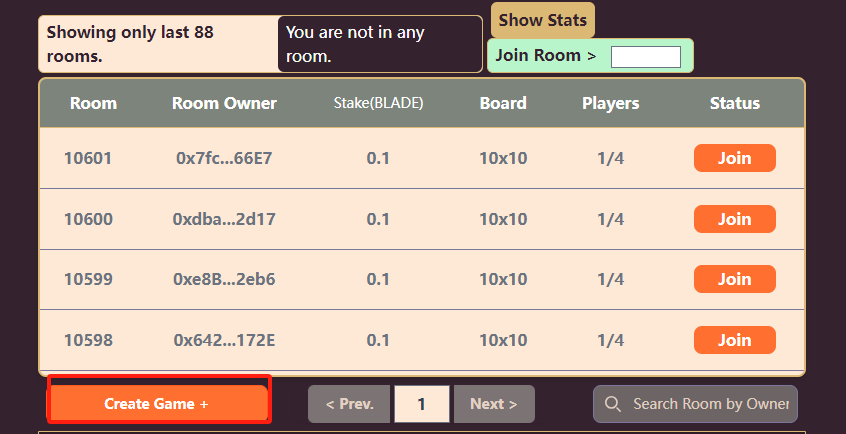 Showing only last 88
rooms.
You are not in any
room.
Show Stats
Join Room >
Room Room Owner Stake(BLADE) Board Players Status
10601 0x7fc...66E7 0.1 10x10 1/4 Join
10600 0xdba...2d17 0.1 10x10 1/4 Join
10599 0xe8B...2eb6 0.1 10x10 1/4 Join
10598 0x642...172E 0.1 10x10 1/4 Join
Create Game + < Prev. 1 Next > Search Room by Owner